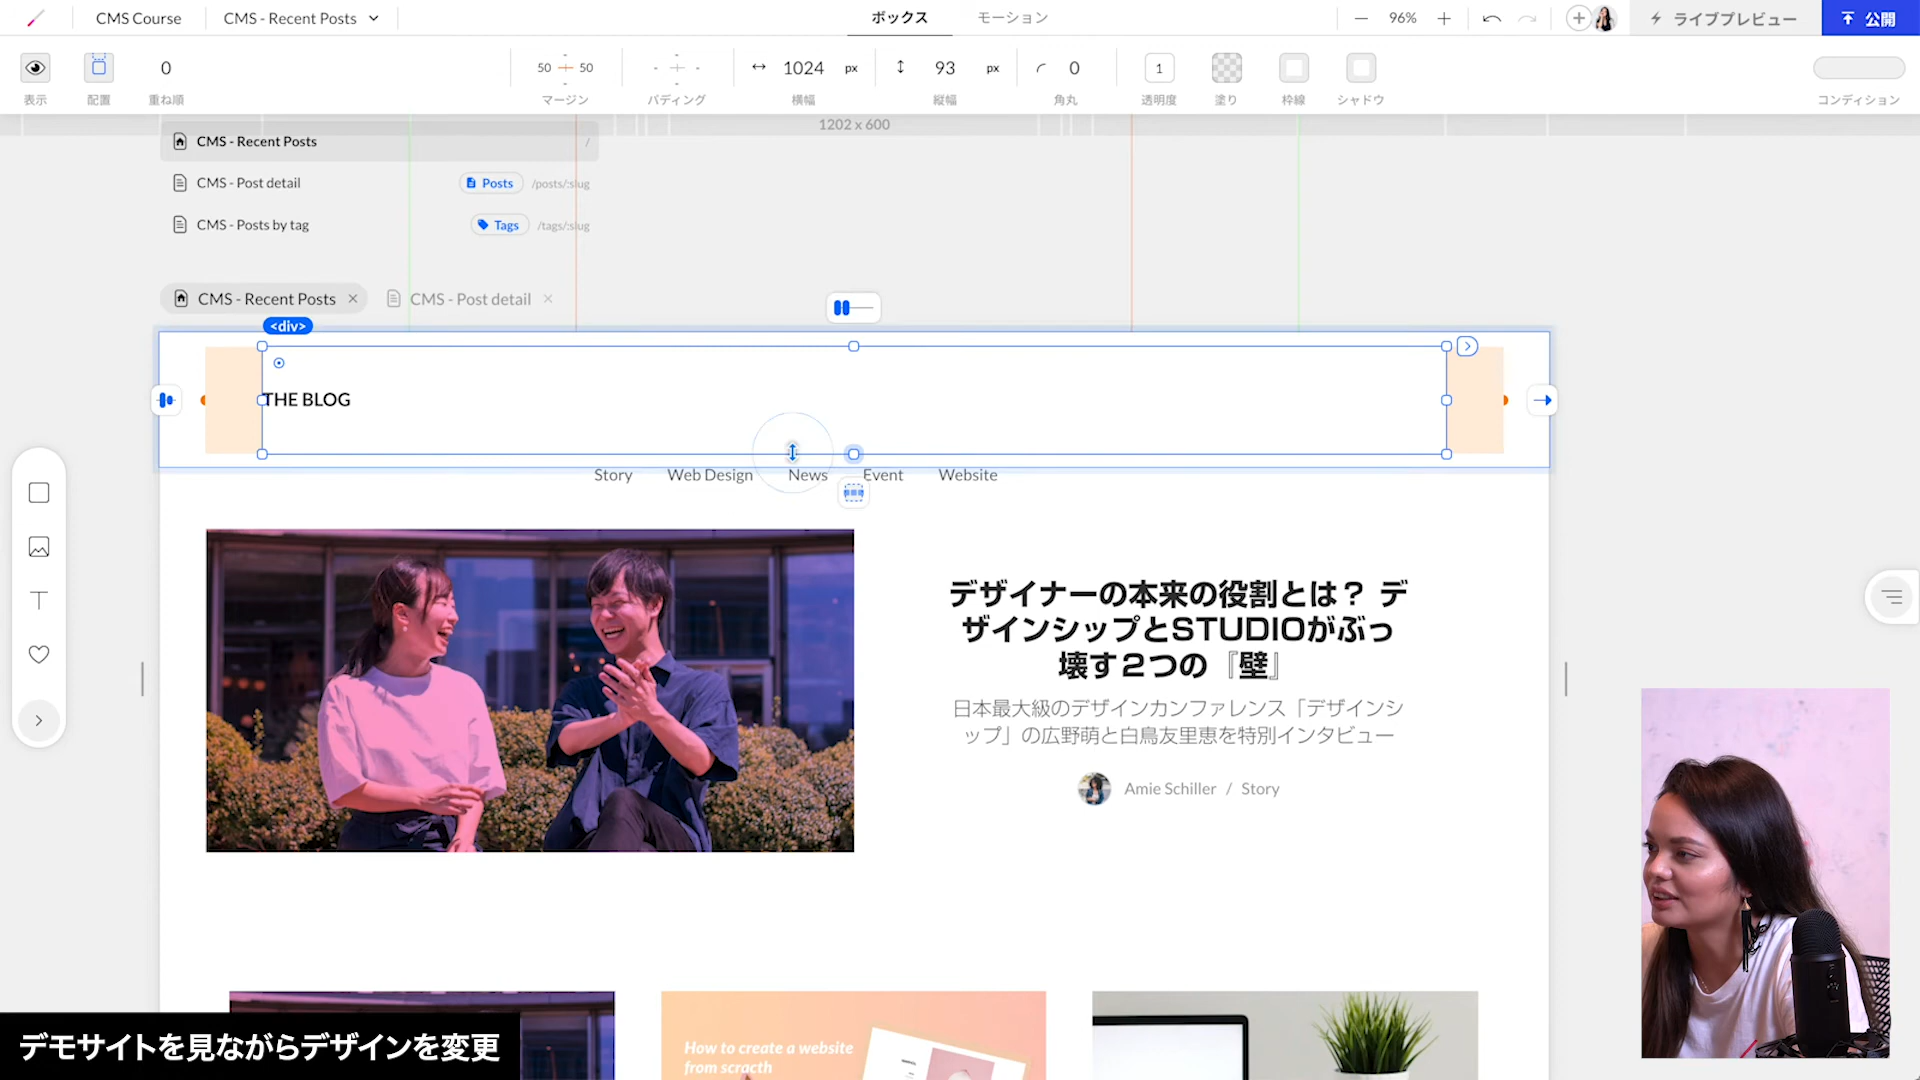 CMS Course
CMS - Recent Posts
ボックス
モーション
96%
ライブプレビュー
公開
表示
配置
0
重ね順
50
50
マージン
パディング
1024
px
横幅
93
px
縦幅
0
角丸
1
透明度
塗り
枠線
シャドウ
コンディション
1202 x 600
CMS - Recent Posts
/
CMS - Post detail
Posts
/posts/:slug
CMS - Posts by tag
Tags
/tags/:slug
CMS - Recent Posts
CMS - Post detail
<div>
THE BLOG
Story
Web Design
News
Event
Website
デザイナーの本来の役割とは？ デ
ザインシップとSTUDIOがぶっ
壊す２つの『壁』
日本最大級のデザインカンファレンス「デザインシ
ップ」の広野萌と白鳥友里恵を特別インタビュー
Amie Schiller / Story
How to create a website
from scracth
デモサイトを見ながらデザインを変更